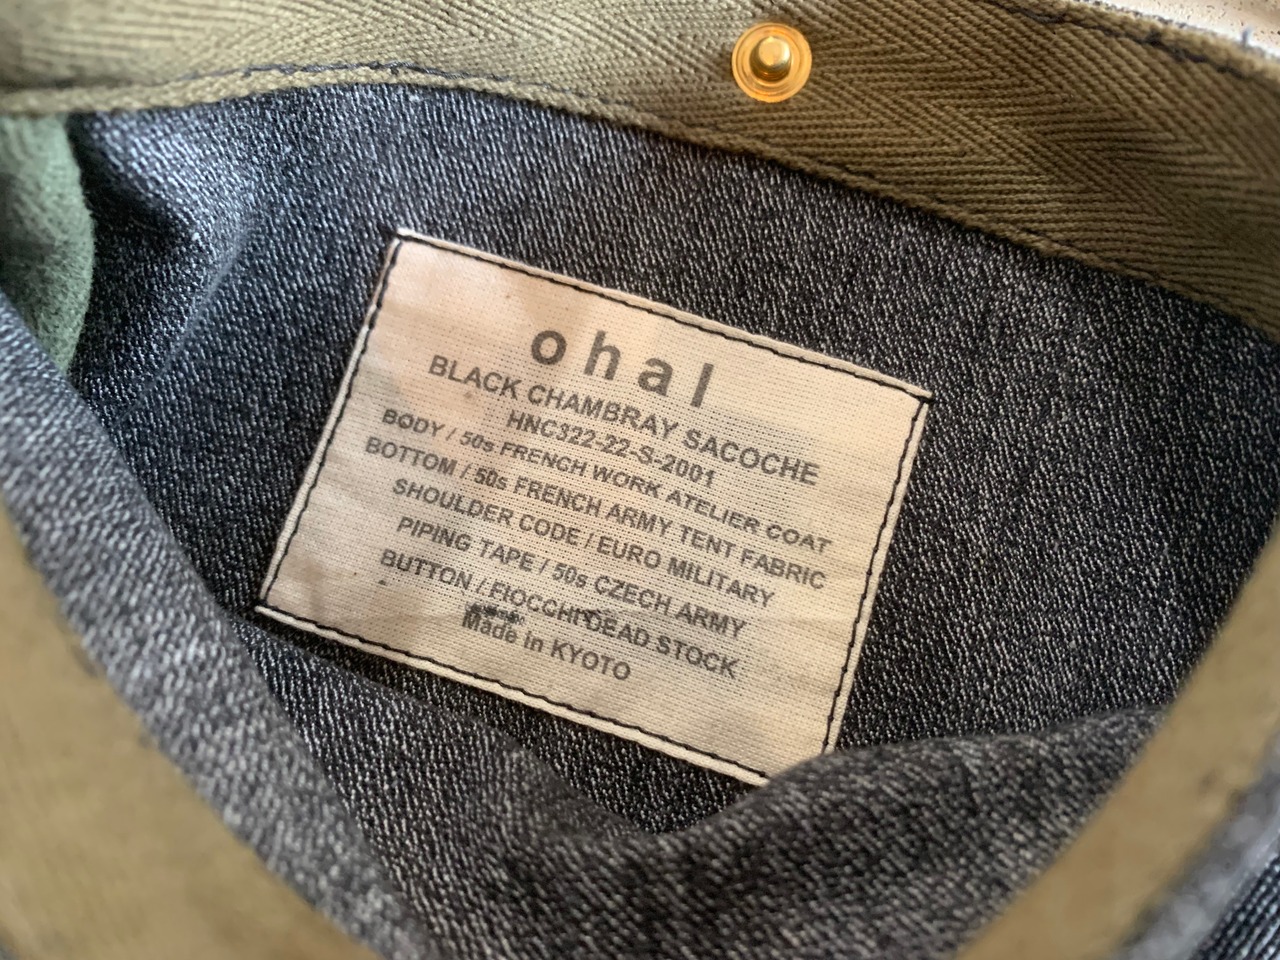 ohal
BLACK CHAMBRAY SACOCHE
HNC322-22-S-2001
BODY / 50s FRENCH WORK ATELIER COAT
BOTTOM / 50s FRENCH ARMY TENT FABRIC
SHOULDER CODE / EURO MILITARY
PIPING TAPE / 50s CZECH ARMY
BUTTON / FIOCCHI DEAD STOCK
Made in KYOTO